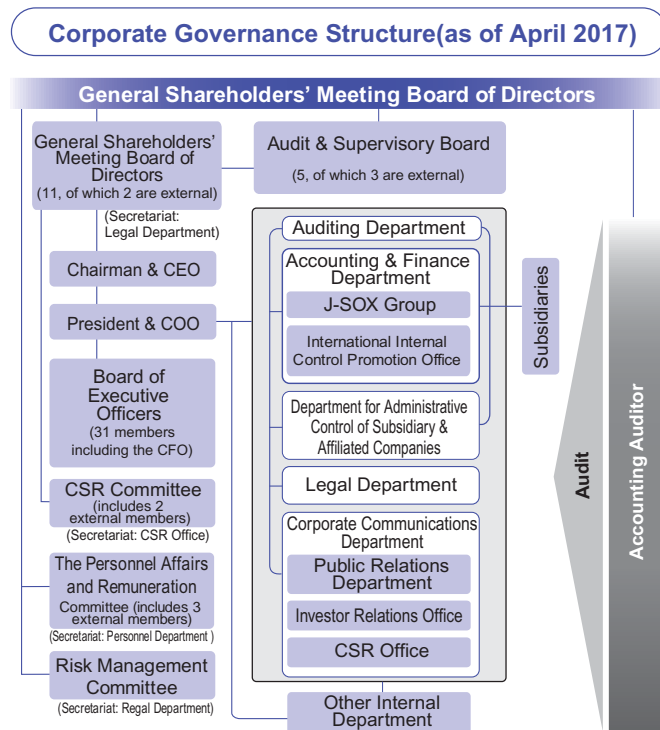 Corporate Governance Structure(as of April 2017)
General Shareholders' Meeting Board of Directors
General Shareholders'
Meeting Board of
Directors
(11, of which 2 are external)
(Secretariat:
Legal Department)
Audit & Supervisory Board
(5, of which 3 are external)
Chairman & CEO
President & COO
Board of
Executive
Officers
(31 members
including the CFO)
CSR Committee
(includes 2
external members)
(Secretariat: CSR Office)
The Personnel Affairs
and Remuneration
Committee (includes 3
external members)
(Secretariat: Personnel Department )
Risk Management
Committee
(Secretariat: Regal Department)
Auditing Department
Accounting & Finance
Department
J-SOX Group
International Internal
Control Promotion Office
Department for Administrative
Control of Subsidiary &
Affiliated Companies
Legal Department
Corporate Communications
Department
Public Relations
Department
Investor Relations Office
CSR Office
Other Internal
Department
Subsidiaries
Audit
Accounting Auditor